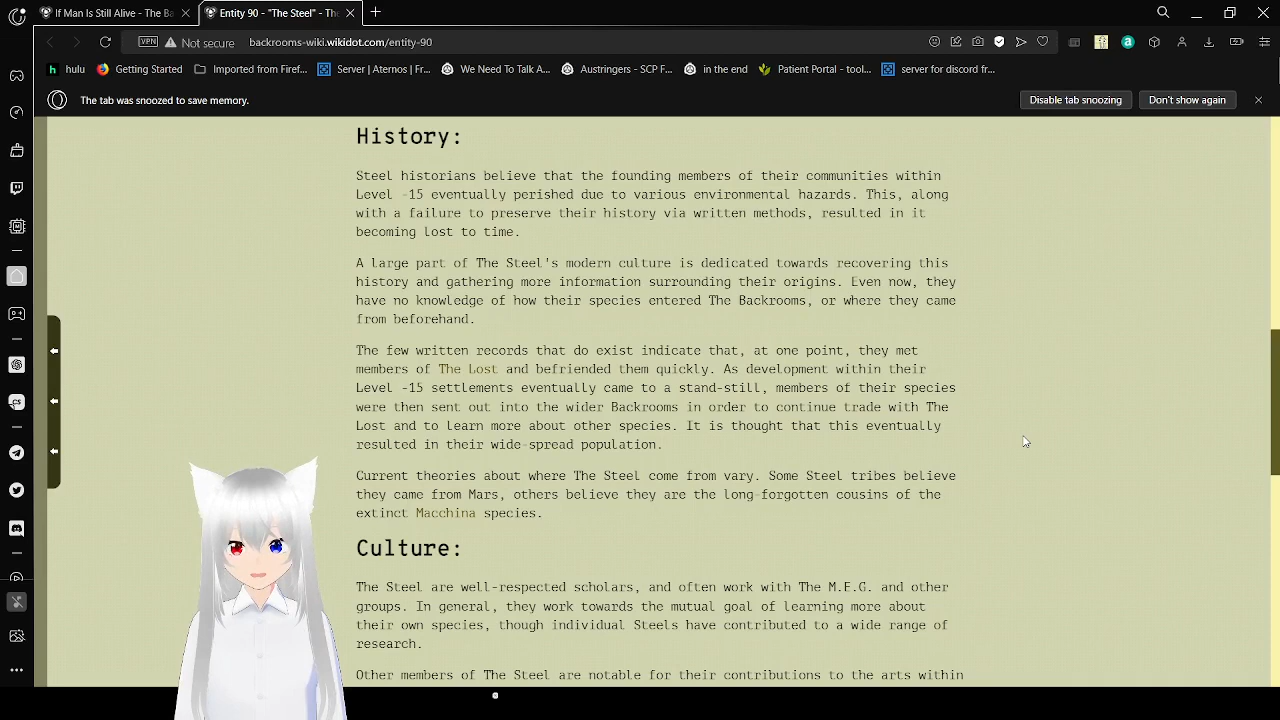 If Man Is Still Alive - The Ba
Entity 90 - "The Steel" - The
VPN
Not secure
backrooms-wiki.wikidot.com/entity-90
hulu
Getting Started
Imported from Firef...
Server | Aternos | Fr...
We Need To Talk A...
Austringers - SCP F...
in the end
Patient Portal - tool...
server for discord fr...
The tab was snoozed to save memory.
Disable tab snoozing
Don't show again
History:
Steel historians believe that the founding members of their communities within
Level -15 eventually perished due to various environmental hazards. This, along
with a failure to preserve their history via written methods, resulted in it
becoming lost to time.
A large part of The Steel's modern culture is dedicated towards recovering this
history and gathering more information surrounding their origins. Even now, they
have no knowledge of how their species entered The Backrooms, or where they came
from beforehand.
The few written records that do exist indicate that, at one point, they met
members of The Lost and befriended them quickly. As development within their
Level -15 settlements eventually came to a stand-still, members of their species
were then sent out into the wider Backrooms in order to continue trade with The
Lost and to learn more about other species. It is thought that this eventually
resulted in their wide-spread population.
Current theories about where The Steel come from vary. Some Steel tribes believe
they came from Mars, others believe they are the long-forgotten cousins of the
extinct Macchina species.
Culture:
The Steel are well-respected scholars, and often work with The M.E.G. and other
groups. In general, they work towards the mutual goal of learning more about
their own species, though individual Steels have contributed to a wide range of
research.
Other members of The Steel are notable for their contributions to the arts within